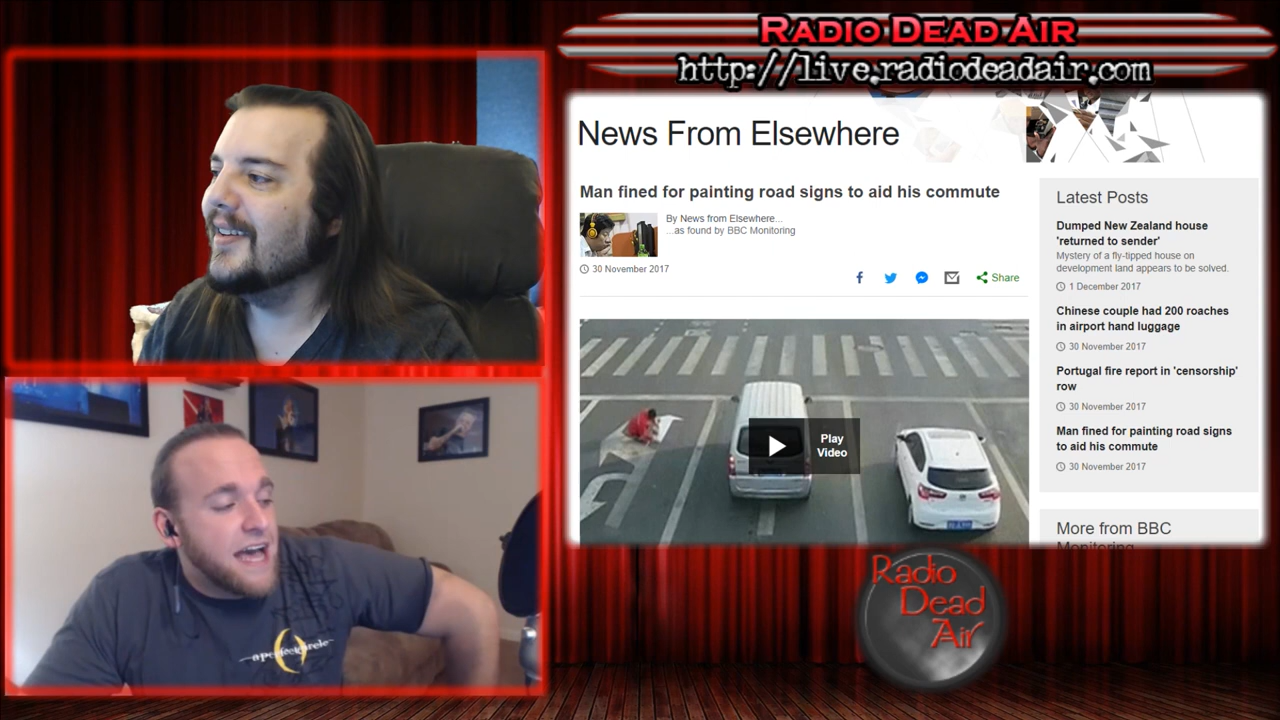 RADIO DEAD AIR
http://live.radiodeadair.com
News From Elsewhere
Man fined for painting road signs to aid his commute
By News from Elsewhere...
...as found by BBC Monitoring
30 November 2017
Share
Play
Video
Latest Posts
Dumped New Zealand house
'returned to sender'
Mystery of a fly-tipped house on
development land appears to be solved.
1 December 2017
Chinese couple had 200 roaches
in airport hand luggage
30 November 2017
Portugal fire report in 'censorship'
row
30 November 2017
Man fined for painting road signs
to aid his commute
30 November 2017
More from BBC
Monitoring
a perfect circle
Radio
Dead
Air